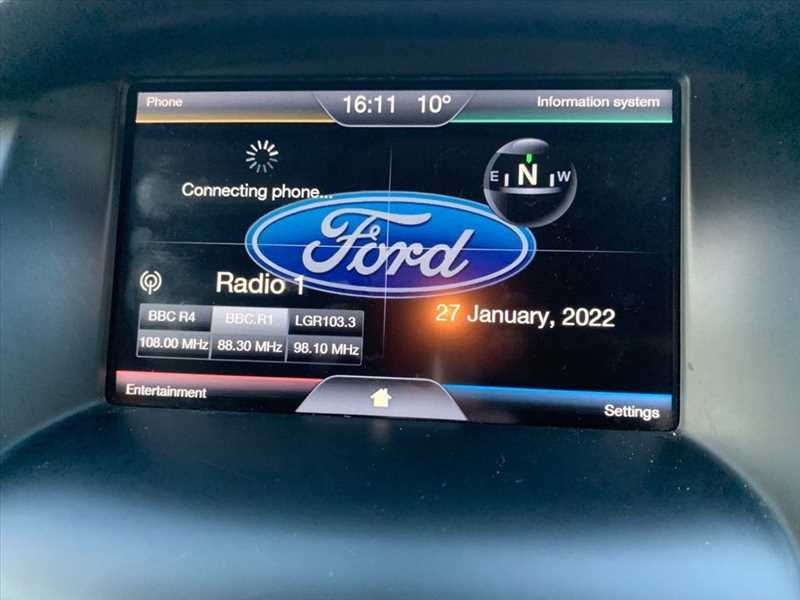 Phone
16:11 10°
Information system
Connecting phone...
E N W
Ford
Radio 1
BBC R4 BBC.R1 LGR103.3
108.00 MHz 88.30 MHz 98.10 MHz
27 January, 2022
Entertainment
Settings